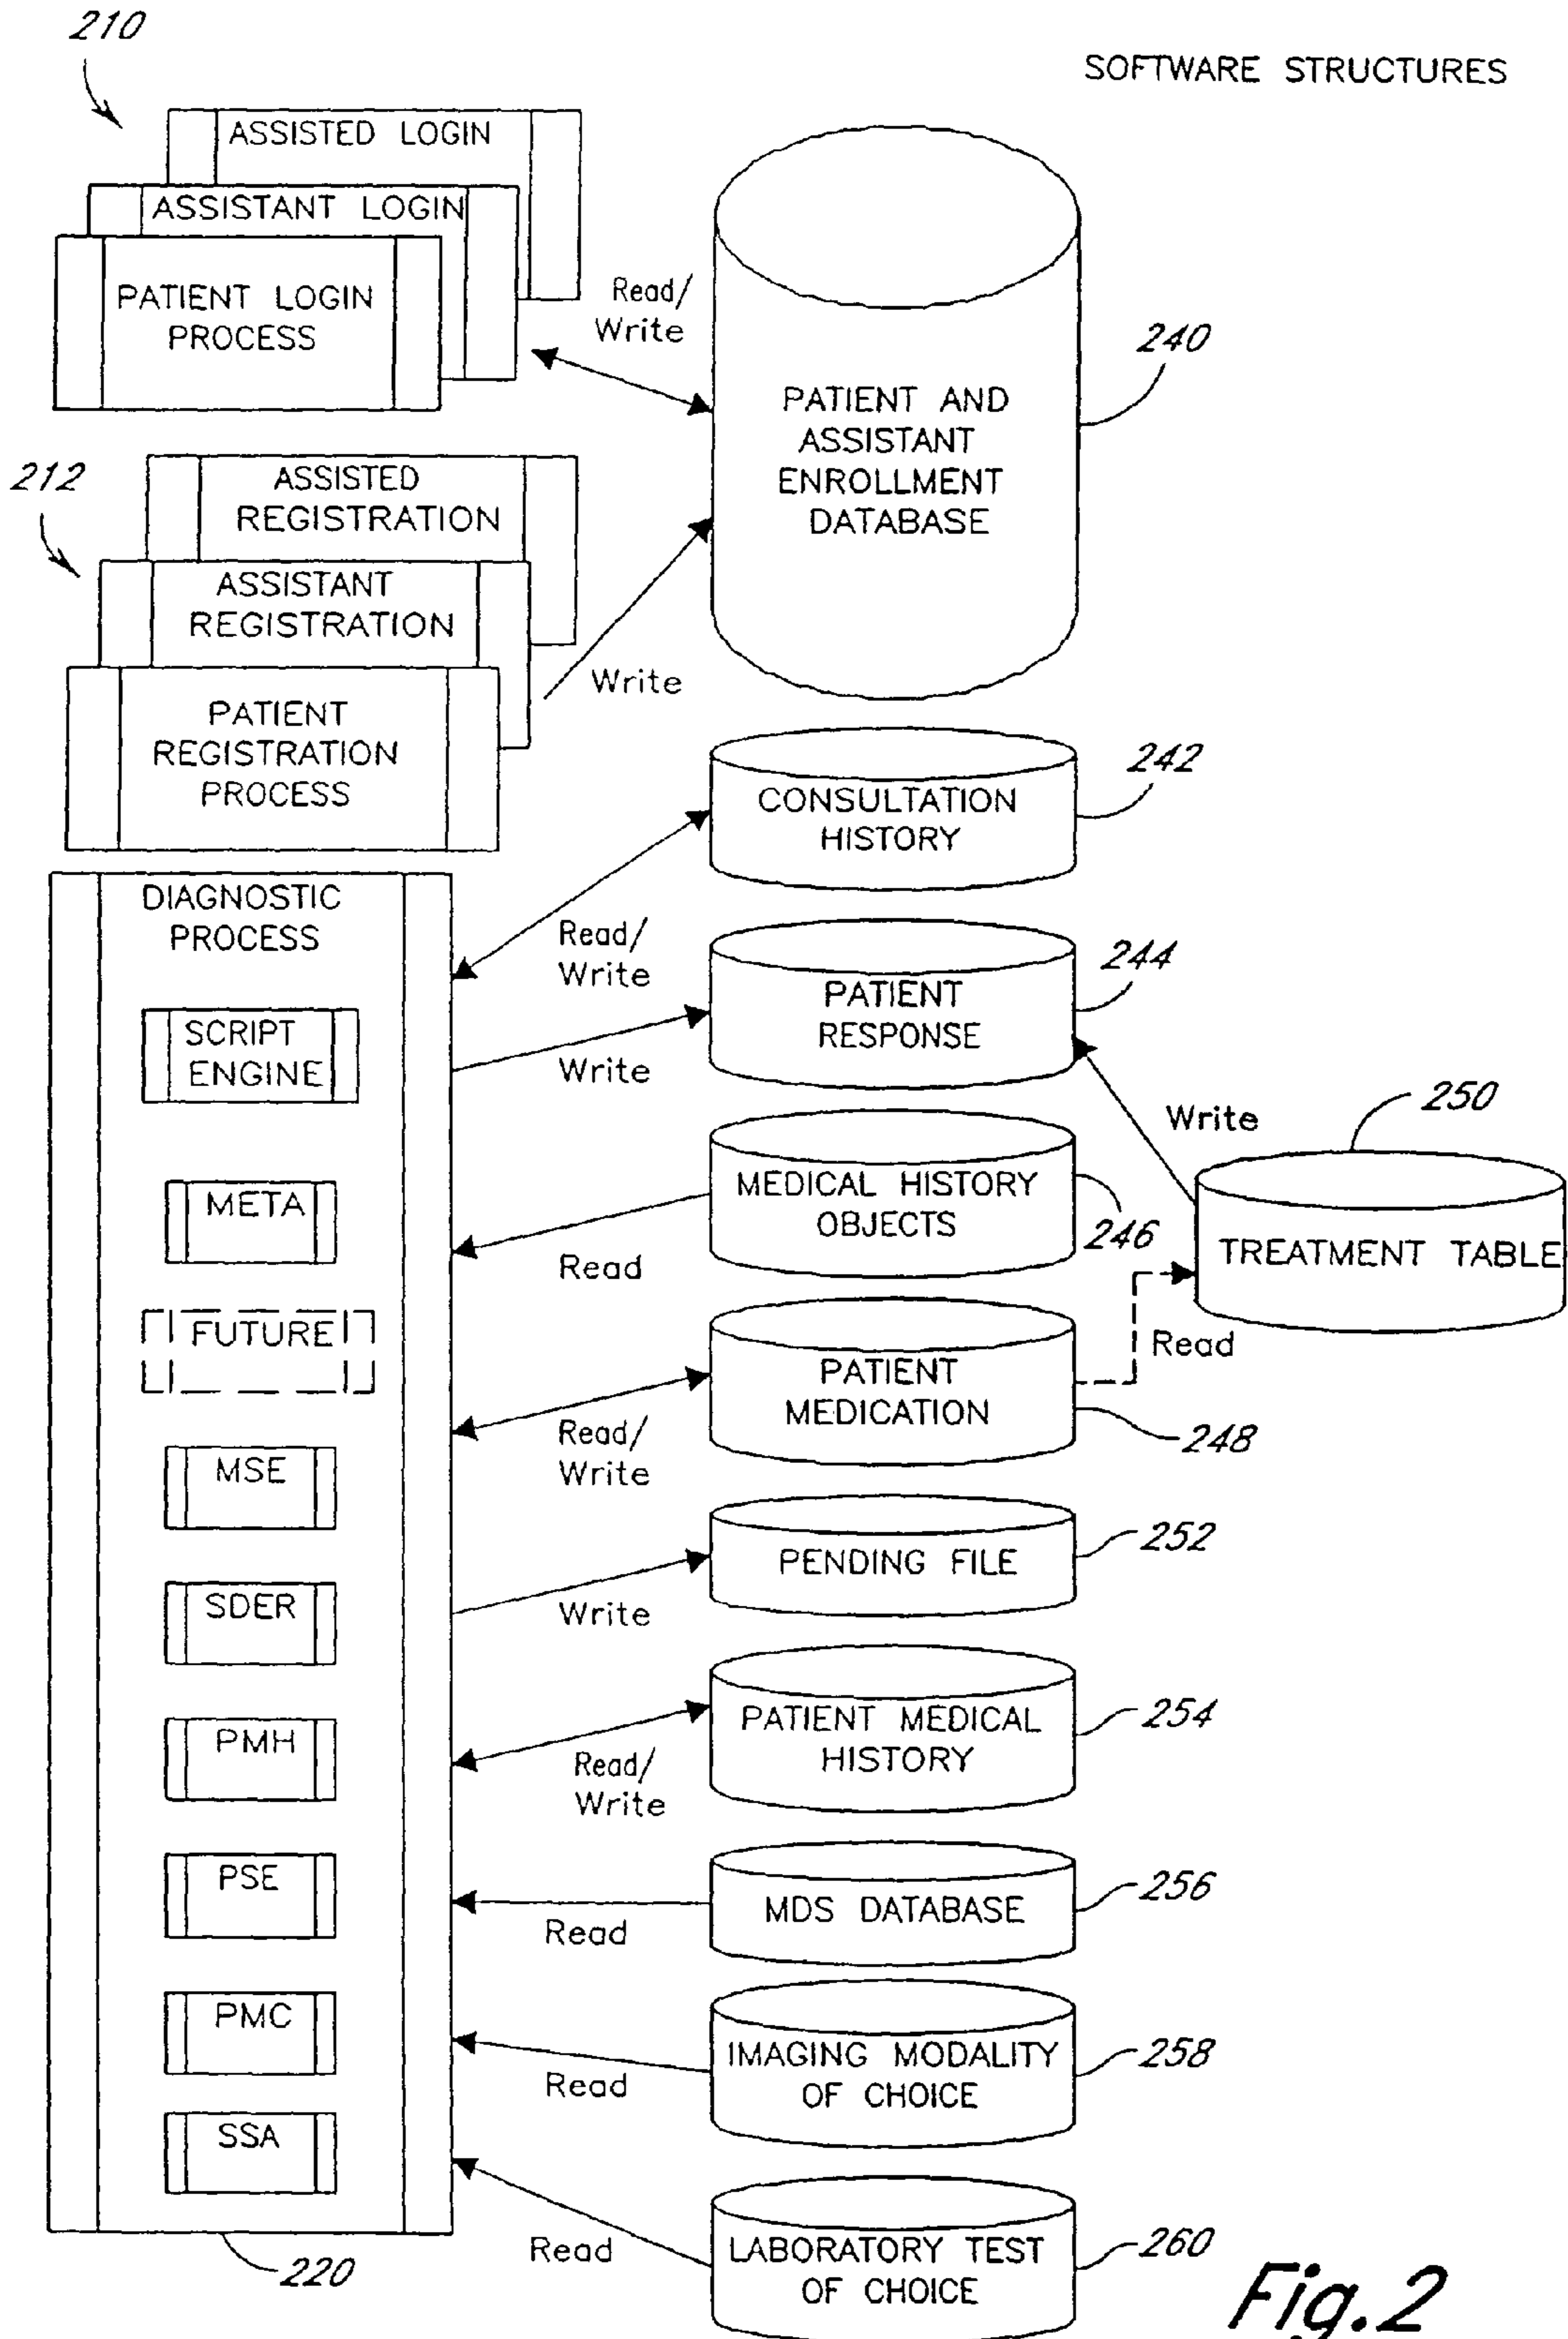 210
SOFTWARE STRUCTURES
ASSISTED LOGIN
ASSISTANT LOGIN
PATIENT LOGIN
PROCESS
Read/
Write
PATIENT AND
ASSISTANT
ENROLLMENT
DATABASE
240
212
ASSISTED
REGISTRATION
ASSISTANT
REGISTRATION
PATIENT
REGISTRATION
PROCESS
Write
CONSULTATION
HISTORY
242
DIAGNOSTIC
PROCESS
Read/
Write
SCRIPT
ENGINE
Write
PATIENT
RESPONSE
244
Write
250
TREATMENT TABLE
META
Read
MEDICAL HISTORY
OBJECTS
246
FUTURE
Read/
Write
PATIENT
MEDICATION
Read
248
MSE
SDER
Write
PENDING FILE
252
PMH
Read/
Write
PATIENT MEDICAL
HISTORY
254
PSE
Read
MDS DATABASE
256
PMC
Read
IMAGING MODALITY
OF CHOICE
258
SSA
Read
LABORATORY TEST
OF CHOICE
260
220
Fig.2